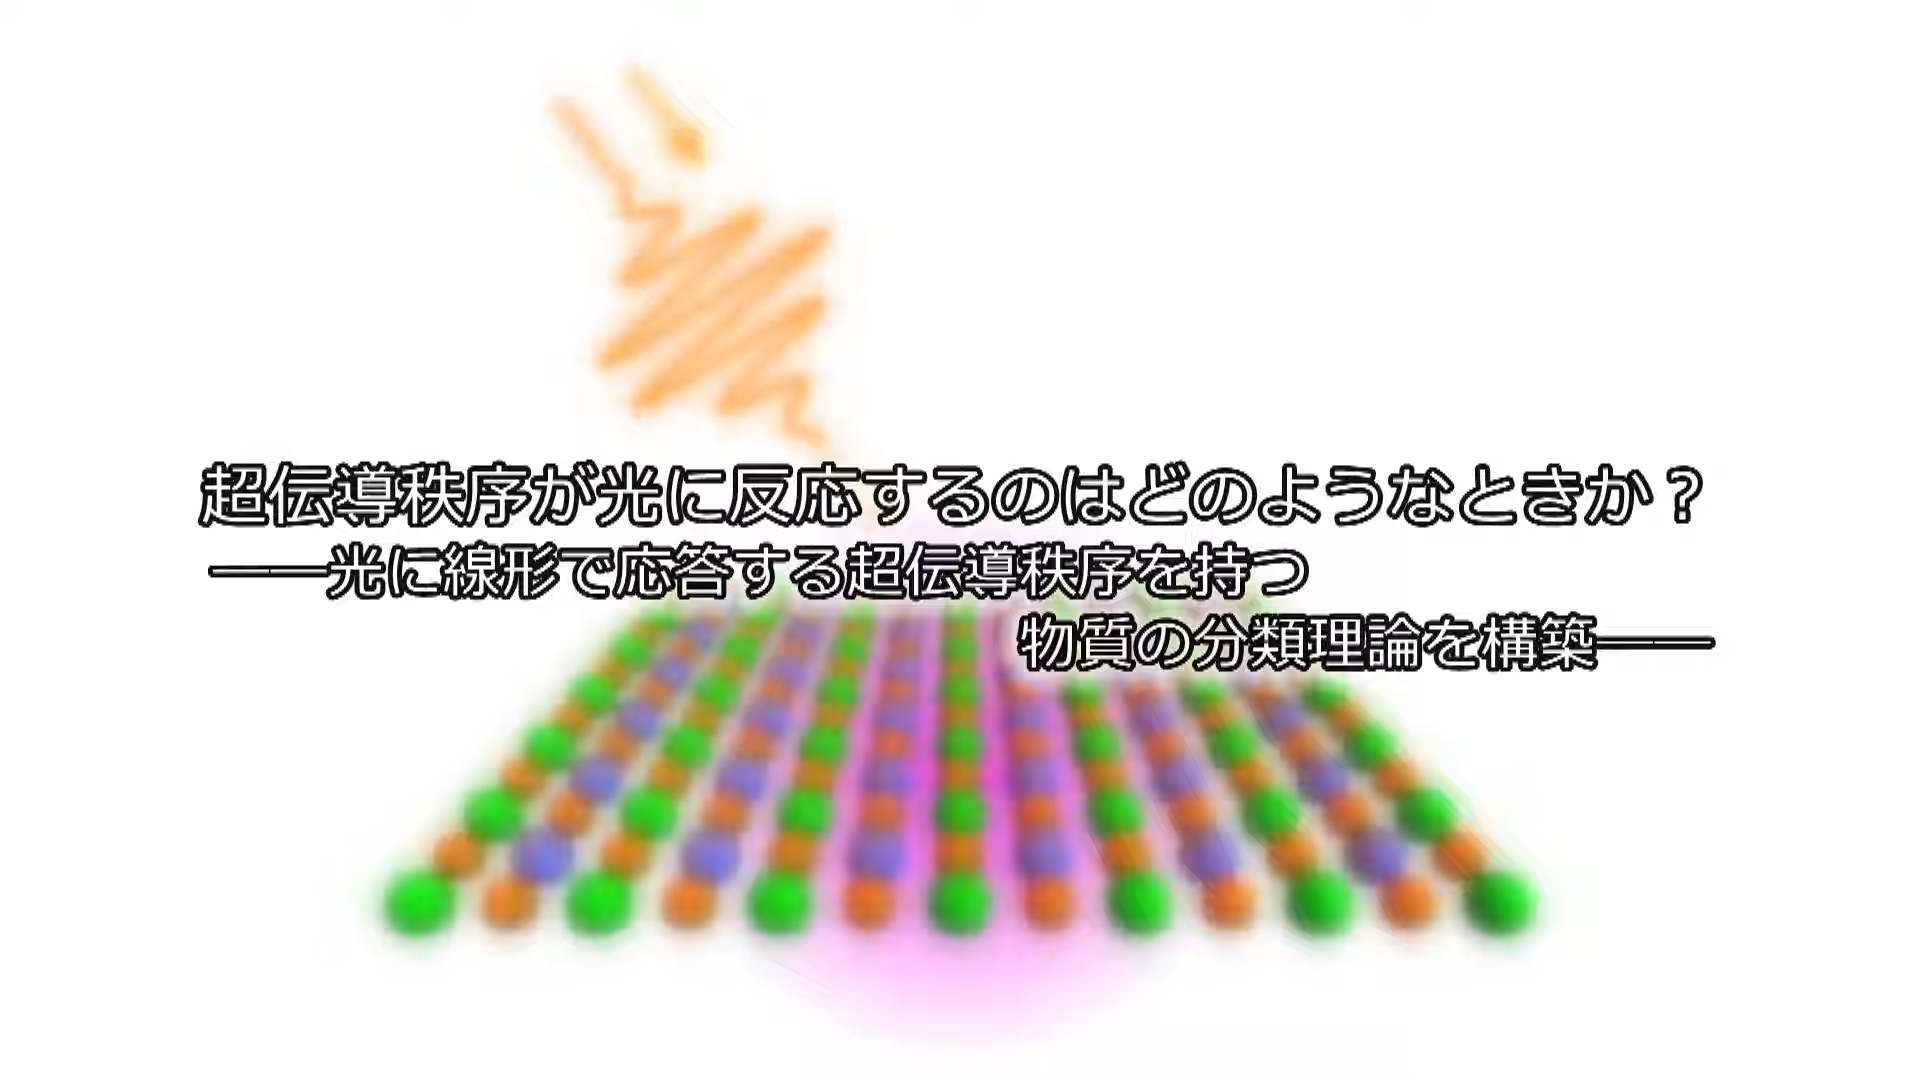 超伝導秩序が光に反応するのはどのようなときか？
――光に線形で応答する超伝導秩序を持つ
物質の分類理論を構築――